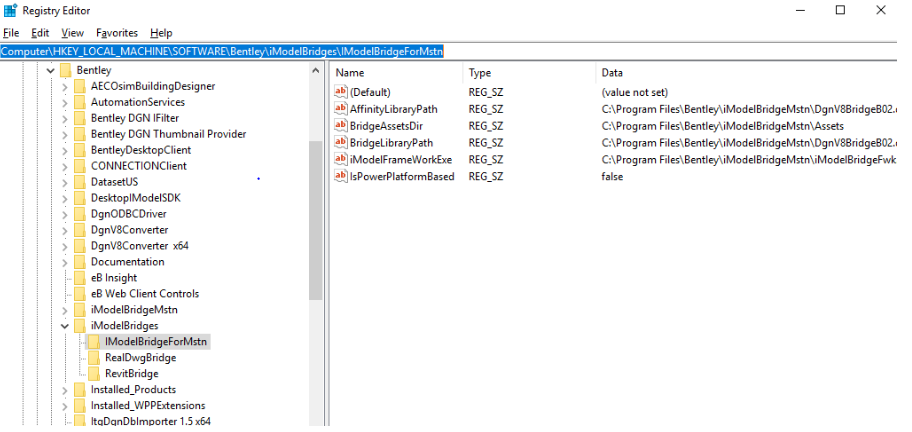 Registry Editor
File Edit View Favorites Help
Computer\HKEY_LOCAL_MACHINE\SOFTWARE\Bentley\iModelBridges\IModelBridgeForMstn
Bentley
AECOsimBuildingDesigner
AutomationServices
Bentley DGN IFilter
Bentley DGN Thumbnail Provider
BentleyDesktopClient
CONNECTIONClient
DatasetUS
DesktopIModelSDK
DgnODBCDriver
DgnV8Converter
DgnV8Converter x64
Documentation
eB Insight
eB Web Client Controls
iModelBridgeMstn
iModelBridges
IModelBridgeForMstn
RealDwgBridge
RevitBridge
Installed_Products
Installed_WPPExtensions
ItgDgnDbImporter 1.5 x64
Name Type Data
(Default) REG_SZ (value not set)
AffinityLibraryPath REG_SZ C:\Program Files\Bentley\iModelBridgeMstn\DgnV8BridgeB02.
BridgeAssetsDir REG_SZ C:\Program Files\Bentley\iModelBridgeMstn\Assets
BridgeLibraryPath REG_SZ C:\Program Files\Bentley\iModelBridgeMstn\DgnV8BridgeB02.
iModelFrameWorkExe REG_SZ C:\Program Files\Bentley\iModelBridgeMstn\iModelBridgeFwk
IsPowerPlatformBased REG_SZ false